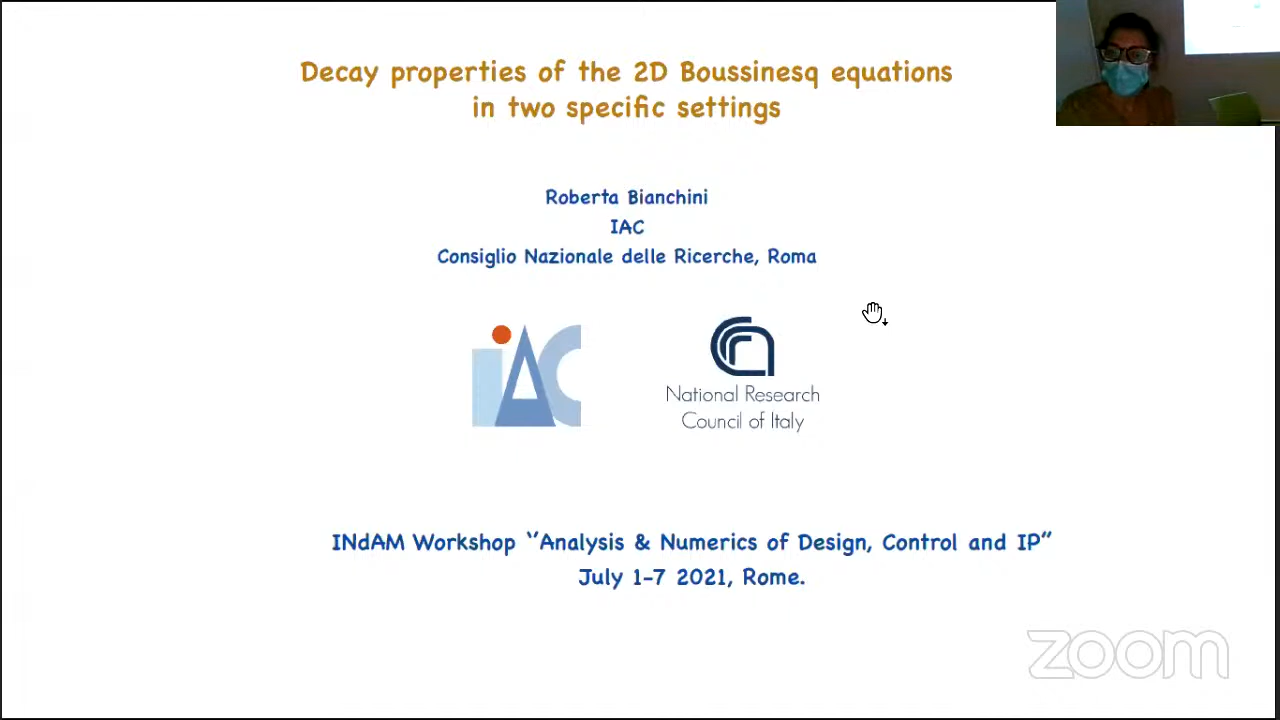 Decay properties of the 2D Boussinesq equations
in two specific settings
Roberta Bianchini
IAC
Consiglio Nazionale delle Ricerche, Roma
iAC
National Research
Council of Italy
INdAM Workshop “Analysis & Numerics of Design, Control and IP”
July 1-7 2021, Rome.
zoom